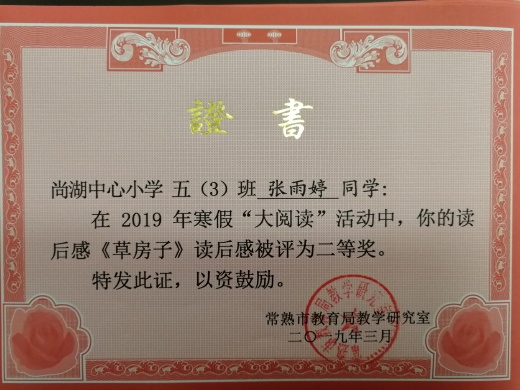 證 書
尚湖中心小学 五（3）班 张雨婷 同学:
在 2019 年寒假“大阅读”活动中，你的读
后感《草房子》读后感被评为二等奖。
特发此证，以资鼓励。
常熟市教育局教学研究室
二〇一九年三月